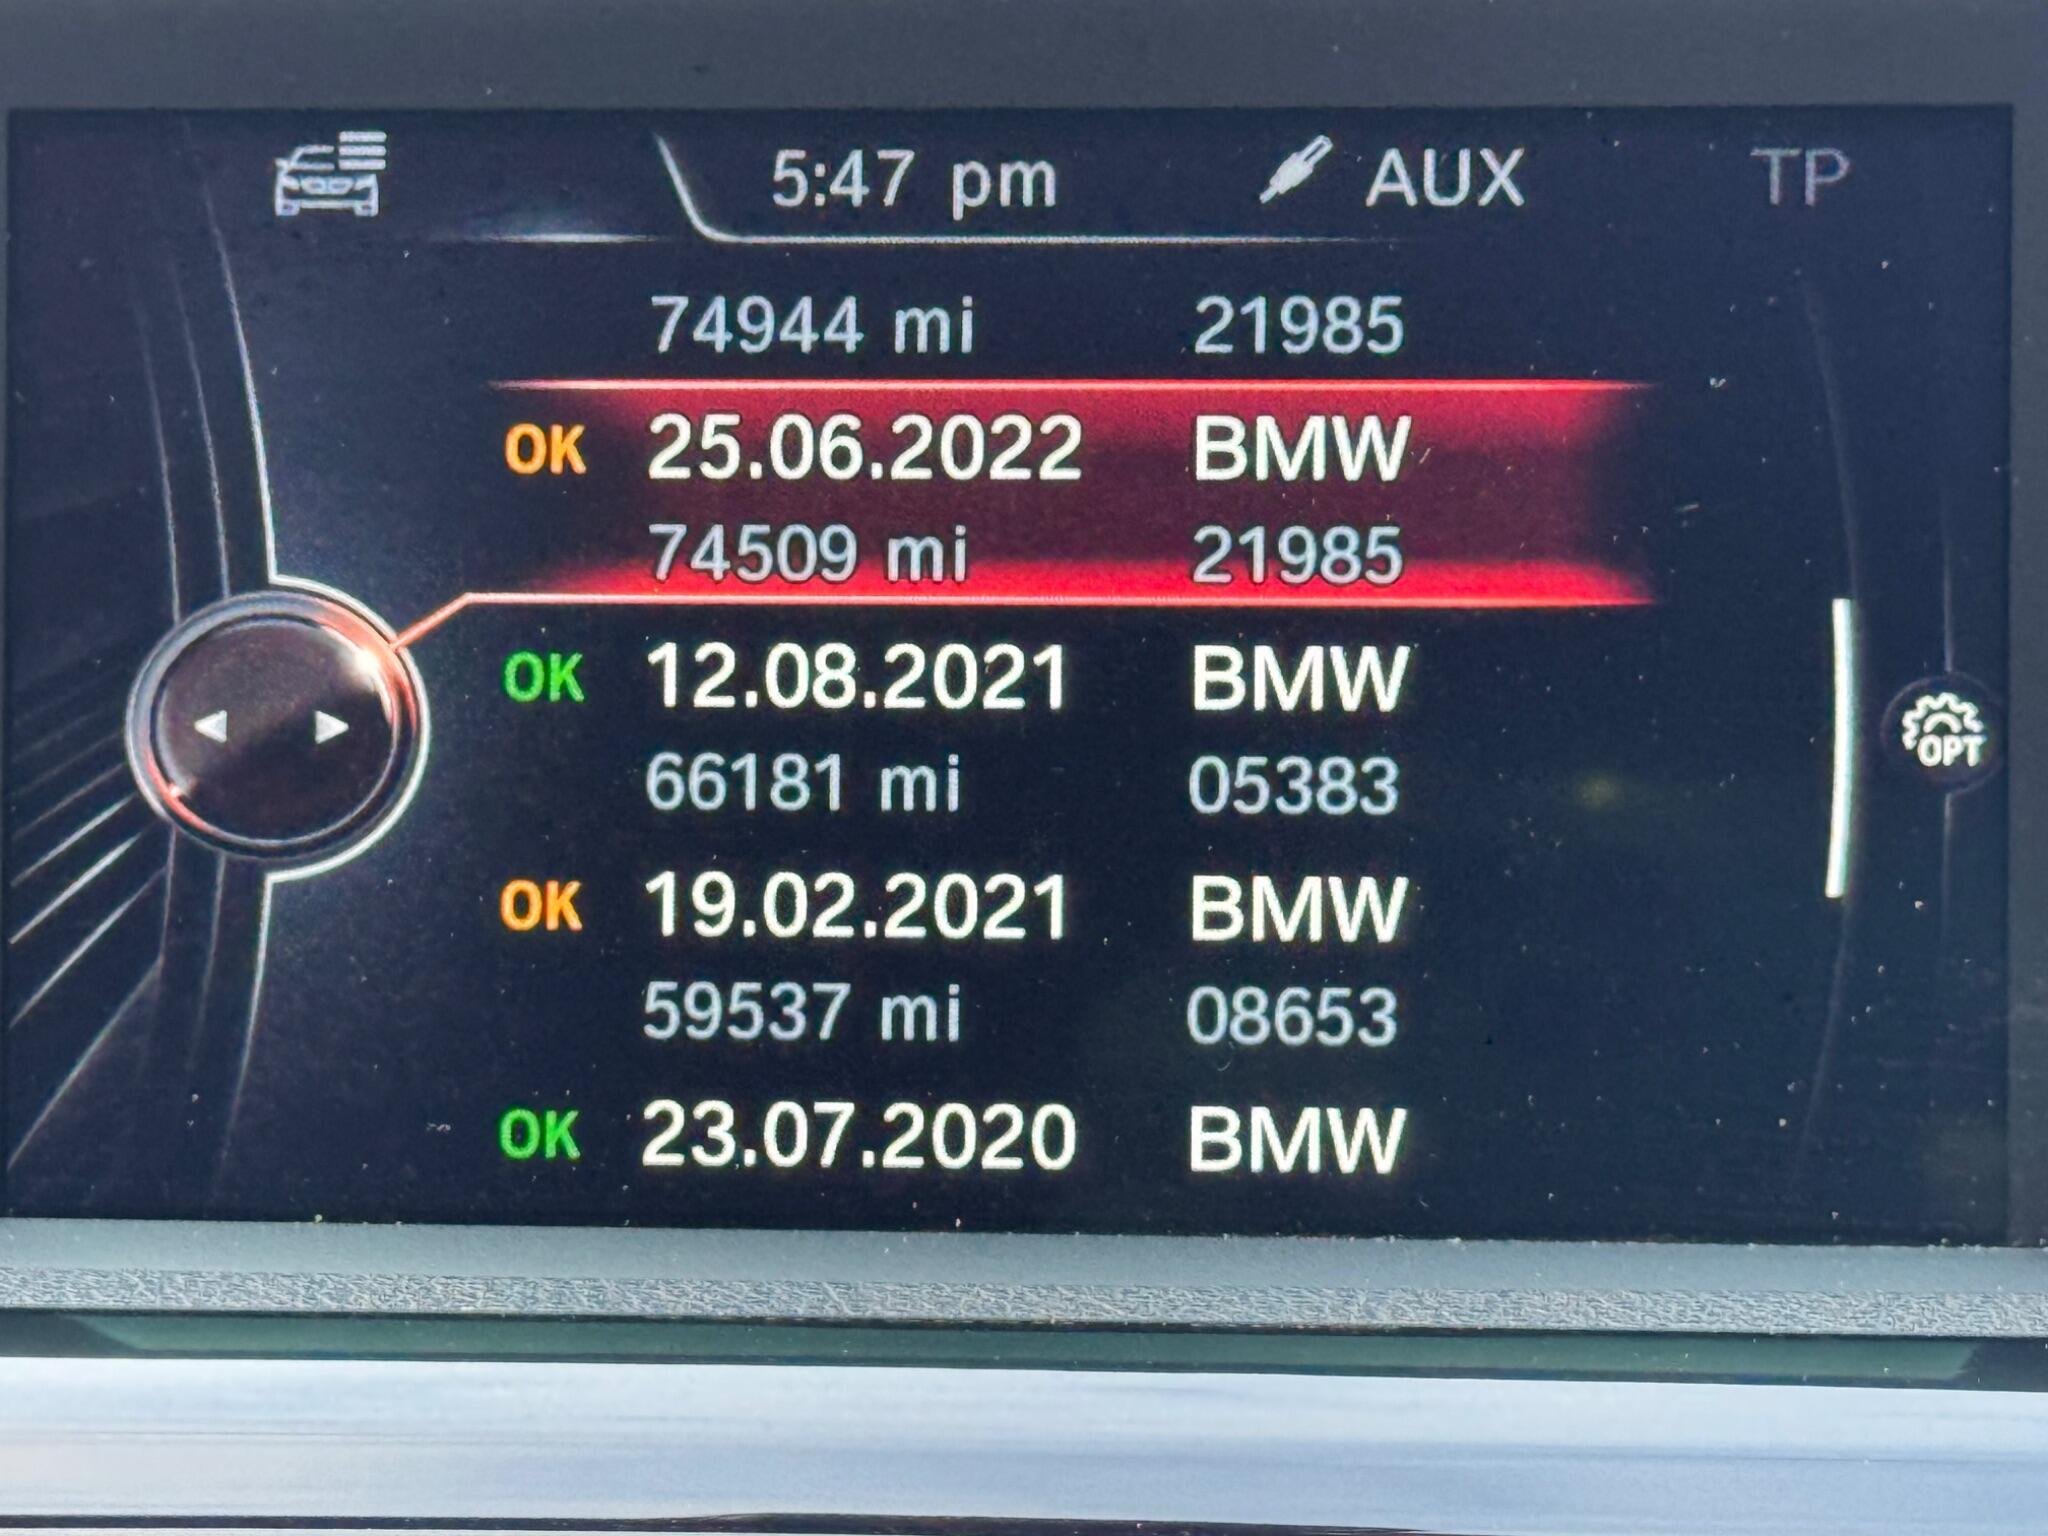 5:47 pm AUX TP
74944 mi 21985
OK 25.06.2022 BMW
74509 mi 21985
OK 12.08.2021 BMW
66181 mi 05383
OPT
OK 19.02.2021 BMW
59537 mi 08653
OK 23.07.2020 BMW